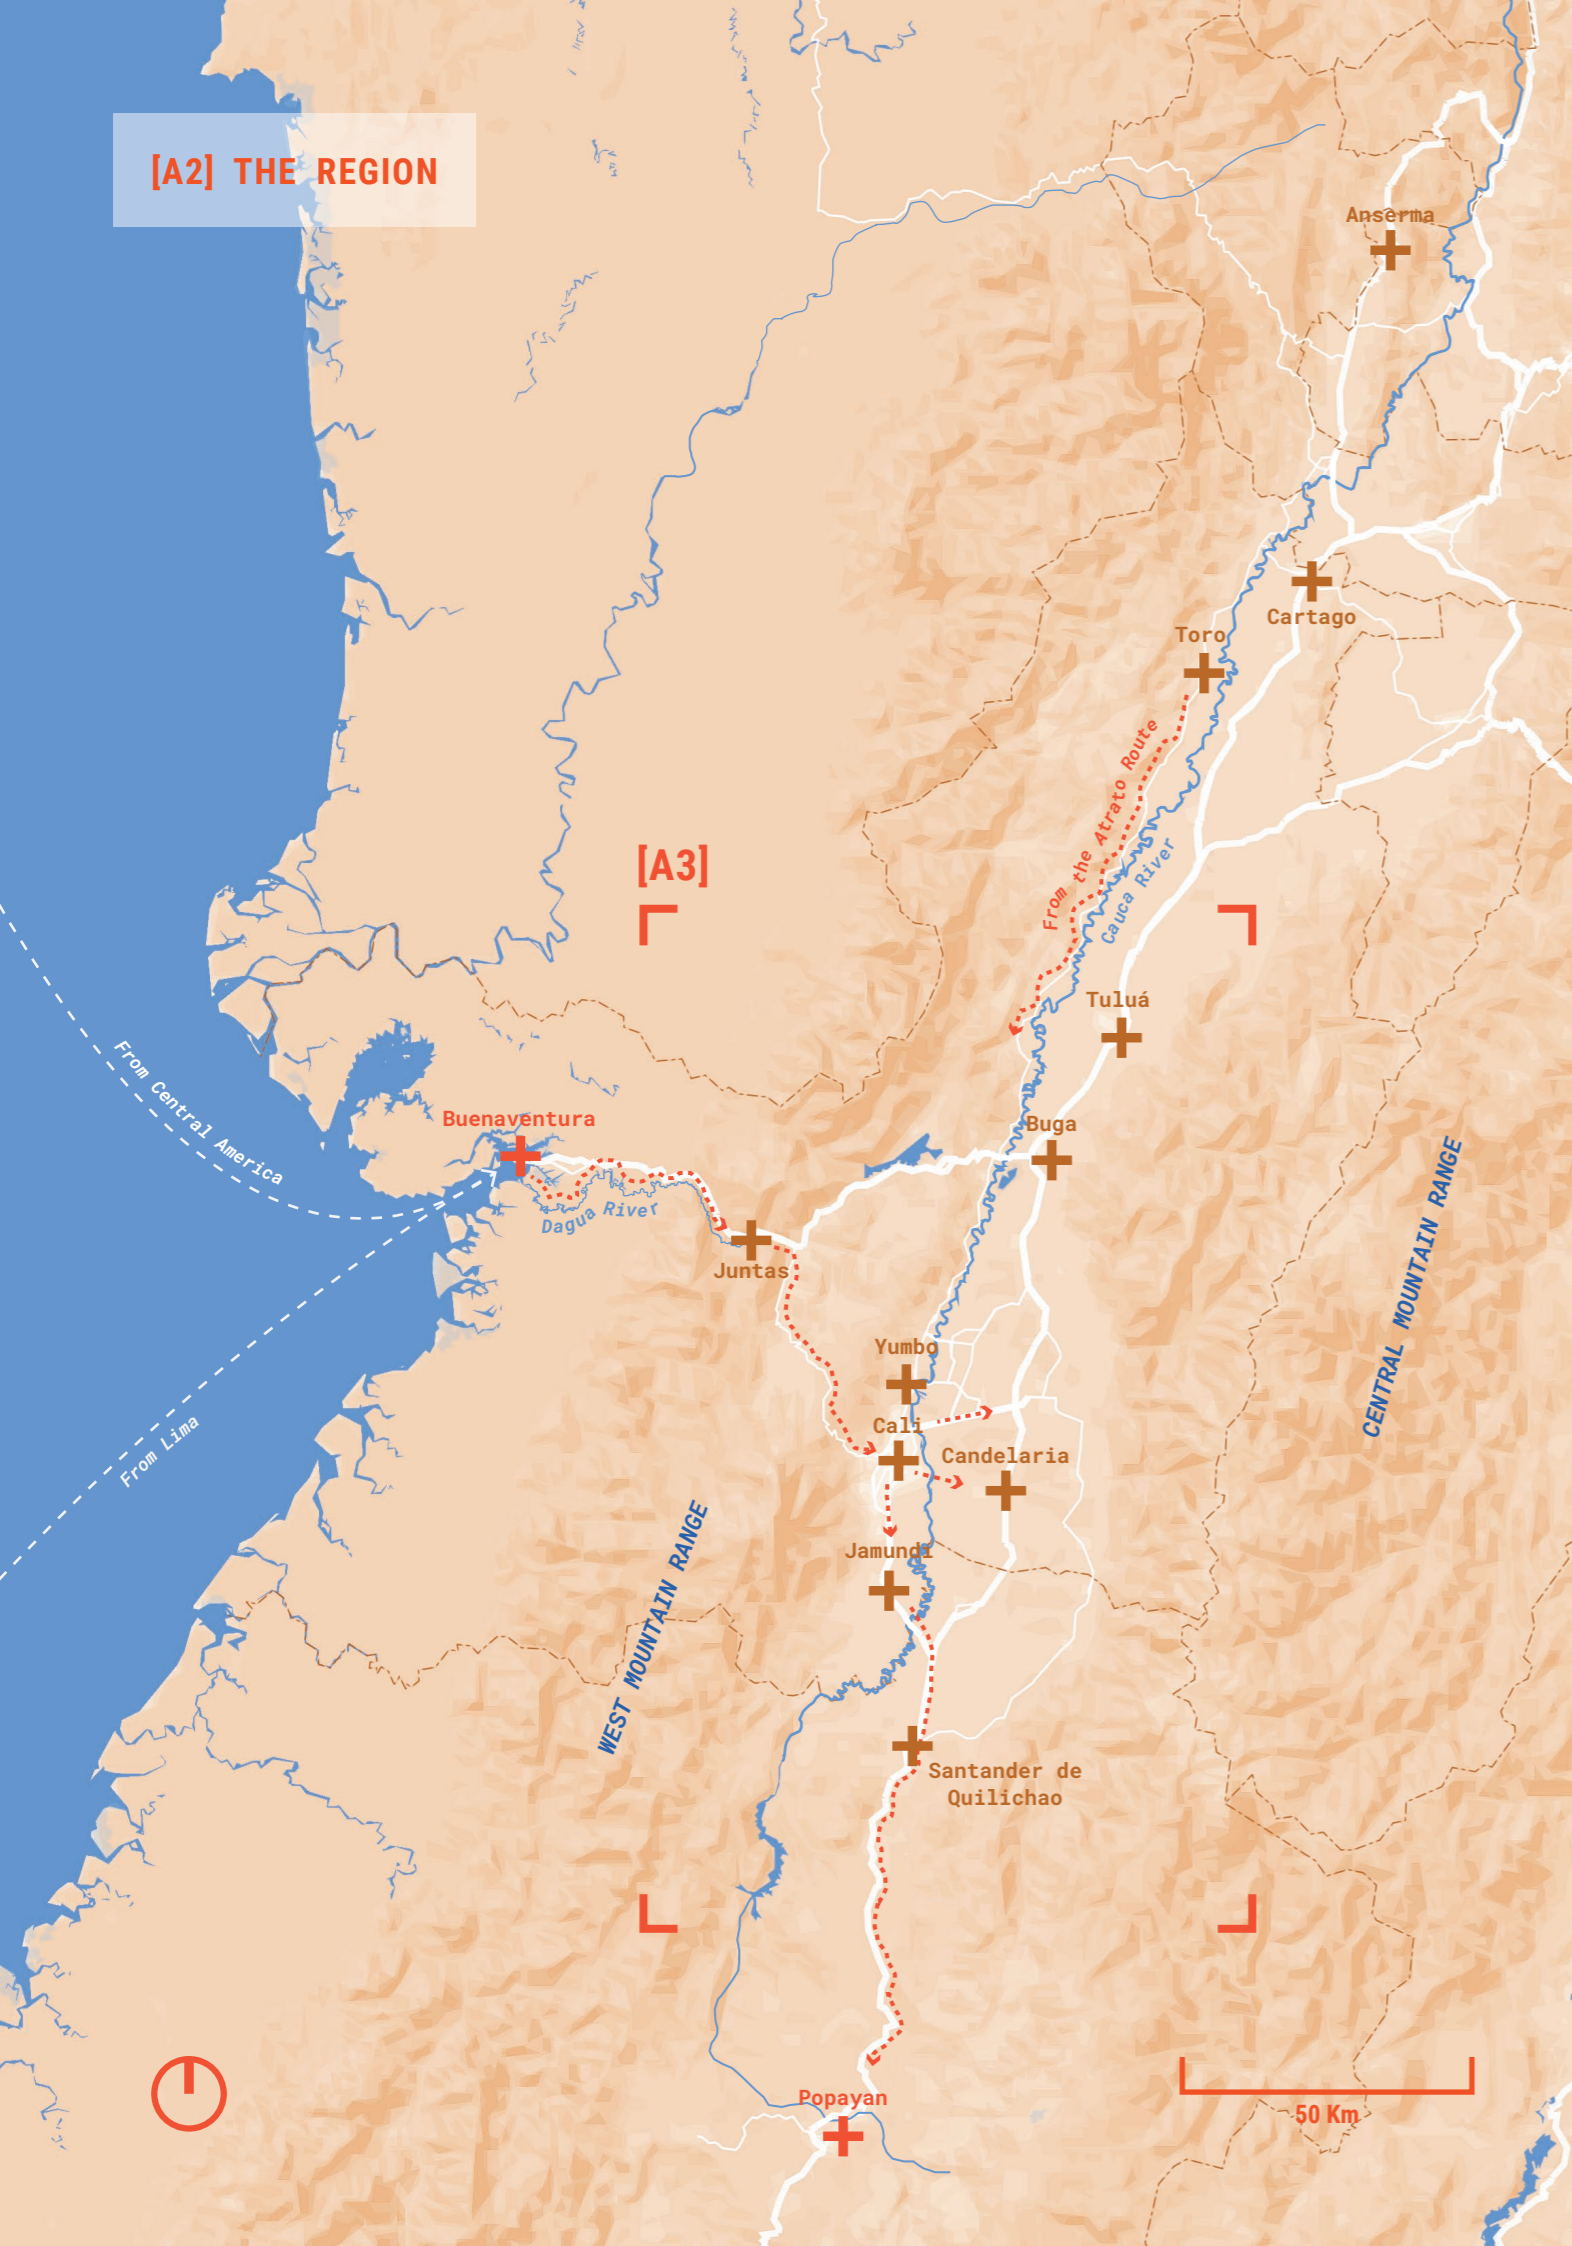 [A2] THE REGION
Anserma
Cartago
Toro
From the Atrato Route
Cauca River
[A3]
Tuluá
From Central America
Buenaventura
Buga
Dagua River
Juntas
CENTRAL MOUNTAIN RANGE
Yumbo
Cali
From Lima
Candelaria
Jamundí
WEST MOUNTAIN RANGE
Santander de
Quilichao
Popayan
50 Km